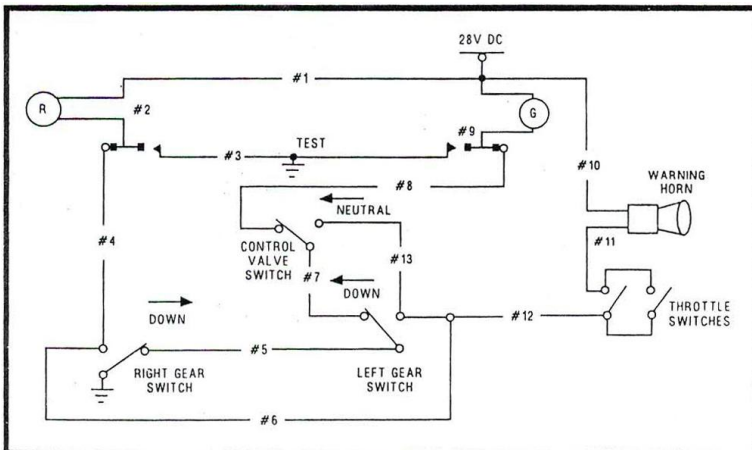 28V DC
#1
R
#2
#9
G
TEST
#3
#10
#8
WARNING
HORN
NEUTRAL
#4
#11
CONTROL
VALVE
SWITCH
#7
#13
DOWN
DOWN
#12
THROTTLE
SWITCHES
#5
RIGHT GEAR
SWITCH
LEFT GEAR
SWITCH
#6